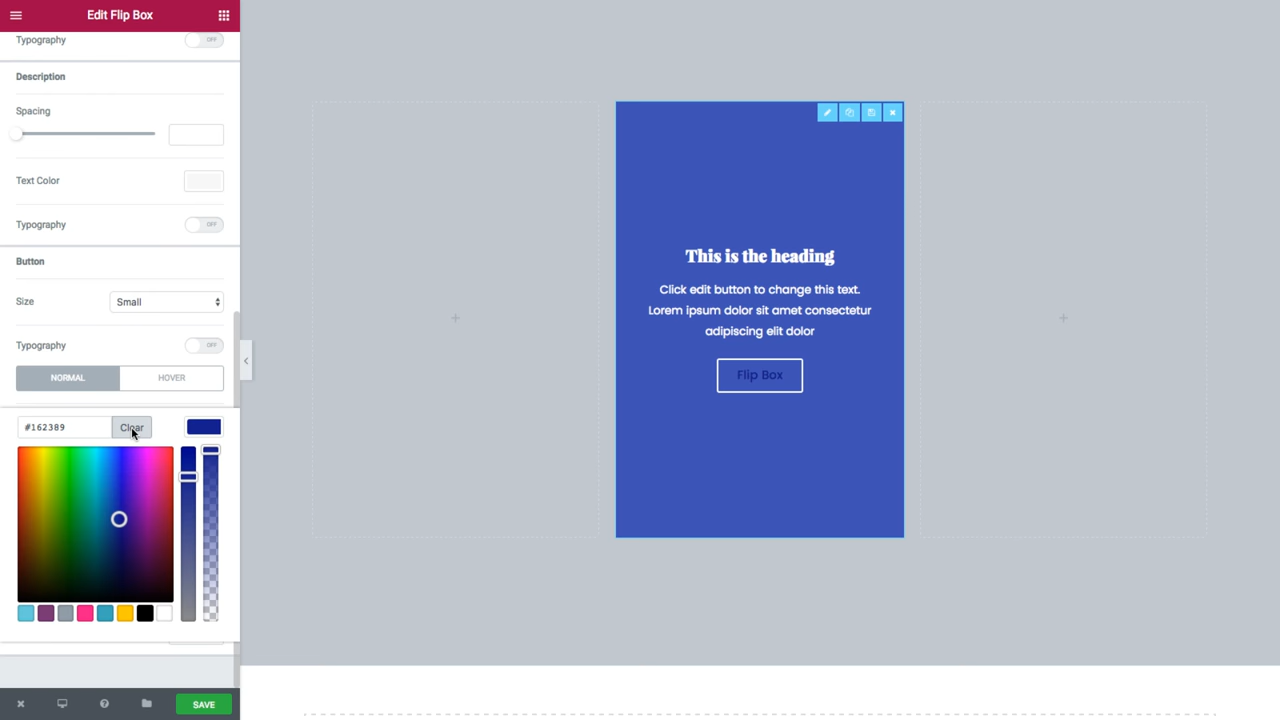 Edit Flip Box
Typography
OFF
Description
Spacing
Text Color
Typography
OFF
Button
Size
Small
Typography
OFF
NORMAL
HOVER
#162389
Clear
SAVE
This is the heading
Click edit button to change this text.
Lorem ipsum dolor sit amet consectetur
adipiscing elit dolor
Flip Box